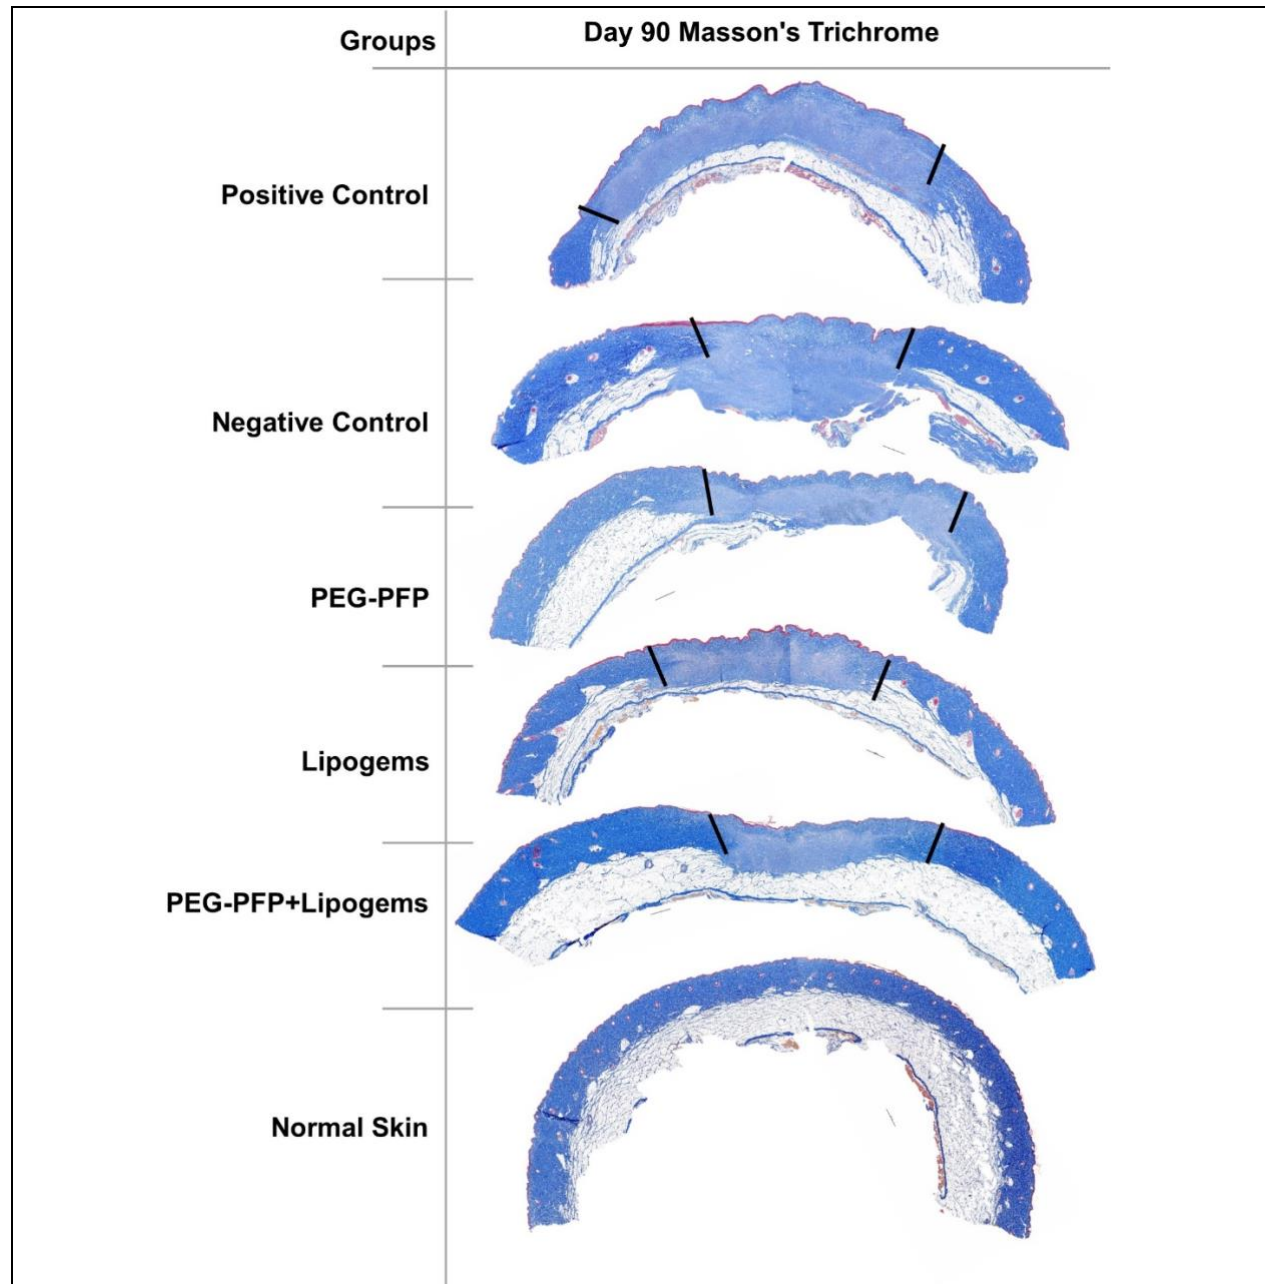 Groups
Day 90 Masson's Trichrome
Positive Control
Negative Control
PEG-PFP
Lipogems
PEG-PFP+Lipogems
Normal Skin